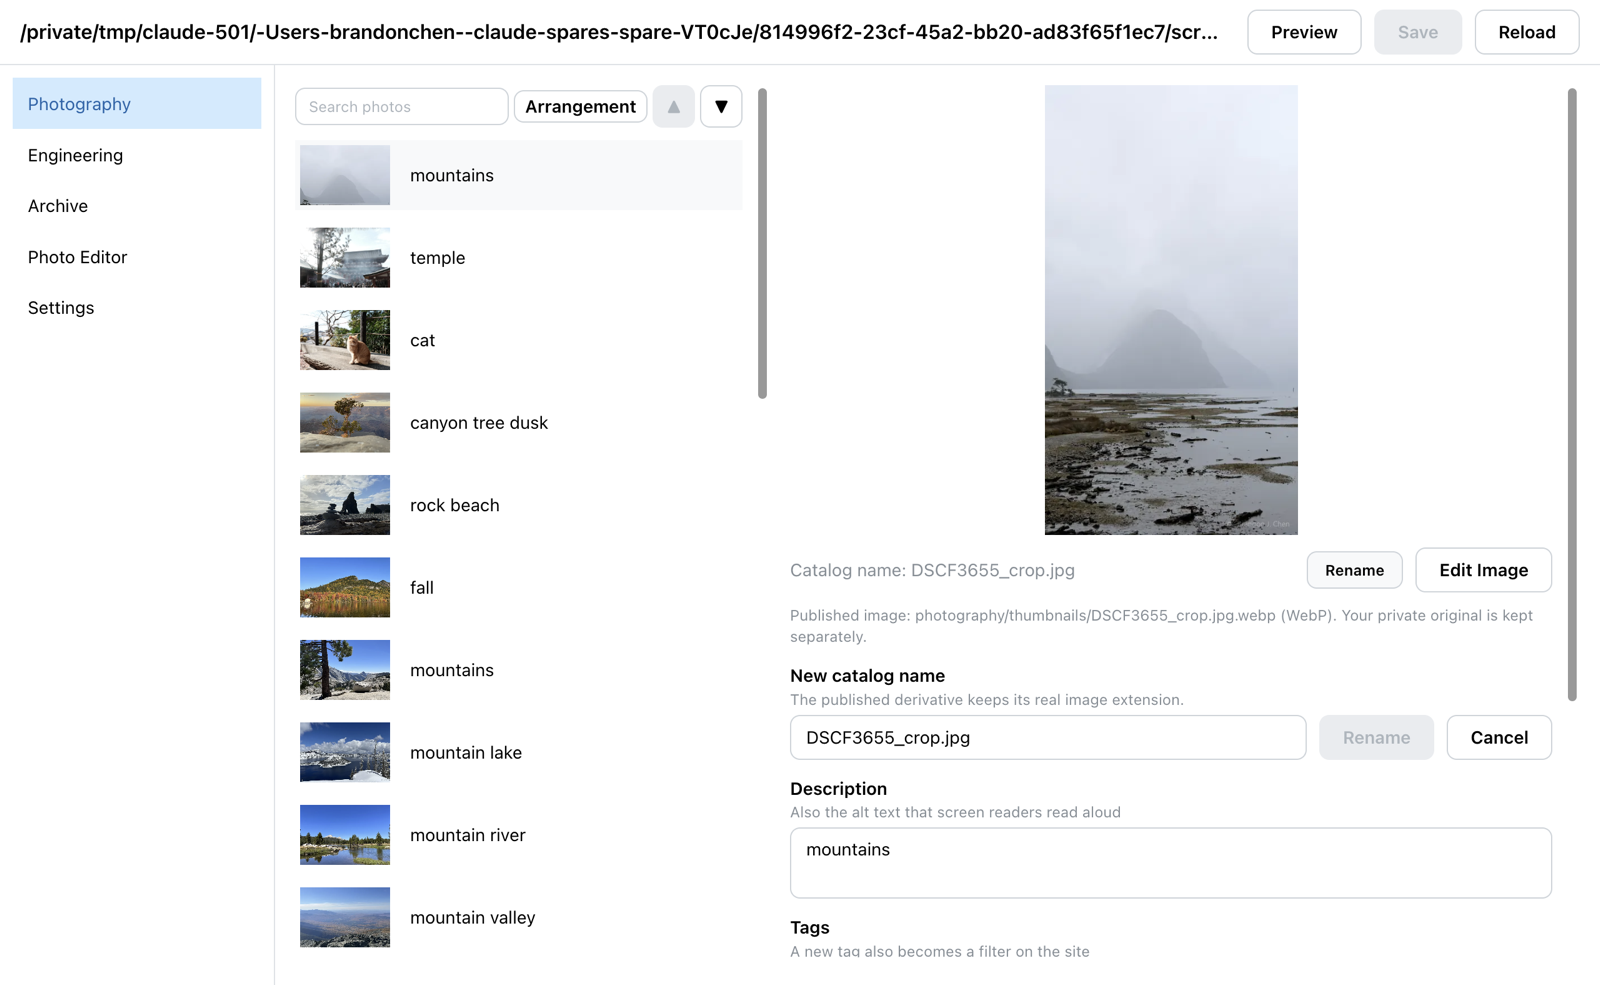 /private/tmp/claude-501/-Users-brandonchen--claude-spares-spare-VT0cJe/814996f2-23cf-45a2-bb20-ad83f65f1ec7/scr...
Preview
Save
Reload
Photography
Engineering
Archive
Photo Editor
Settings
Search photos
Arrangement
▲
▼
mountains
temple
cat
canyon tree dusk
rock beach
fall
mountains
mountain lake
mountain river
mountain valley
Chen
Catalog name: DSCF3655_crop.jpg
Rename
Edit Image
Published image: photography/thumbnails/DSCF3655_crop.jpg.webp (WebP). Your private original is kept
separately.
New catalog name
The published derivative keeps its real image extension.
DSCF3655_crop.jpg
Rename
Cancel
Description
Also the alt text that screen readers read aloud
mountains
Tags
A new tag also becomes a filter on the site